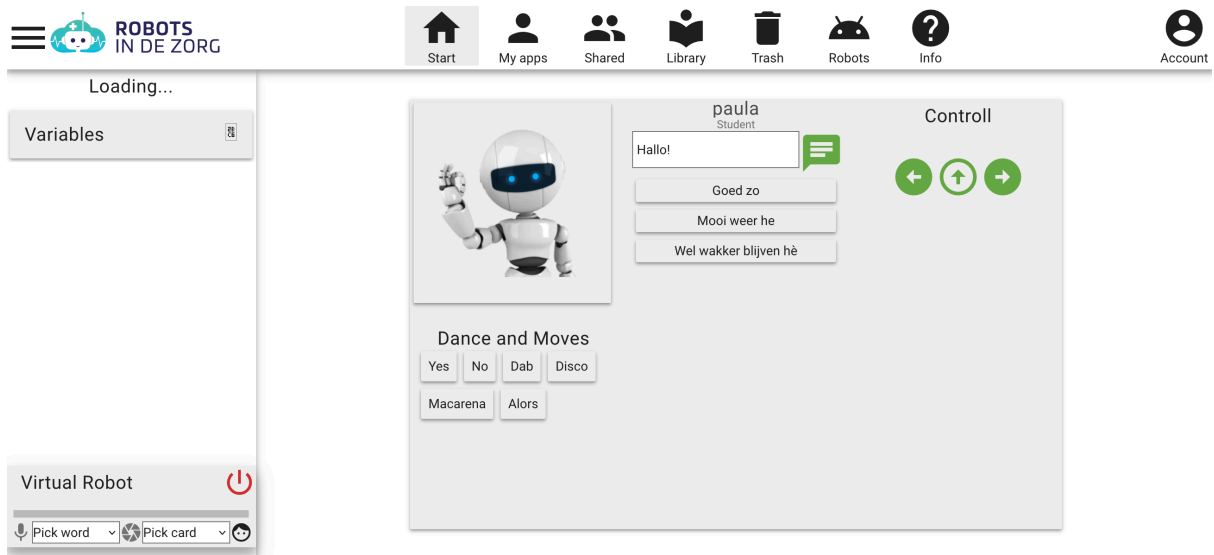 ROBOTS
IN DE ZORG
Start
My apps
Shared
Library
Trash
Robots
Info
Account
Loading...
Variables
paula
Student
Hallo!
Goed zo
Mooi weer he
Wel wakker blijven hè
Controll
Dance and Moves
Yes No Dab Disco
Macarena Alors
Virtual Robot
Pick word Pick card